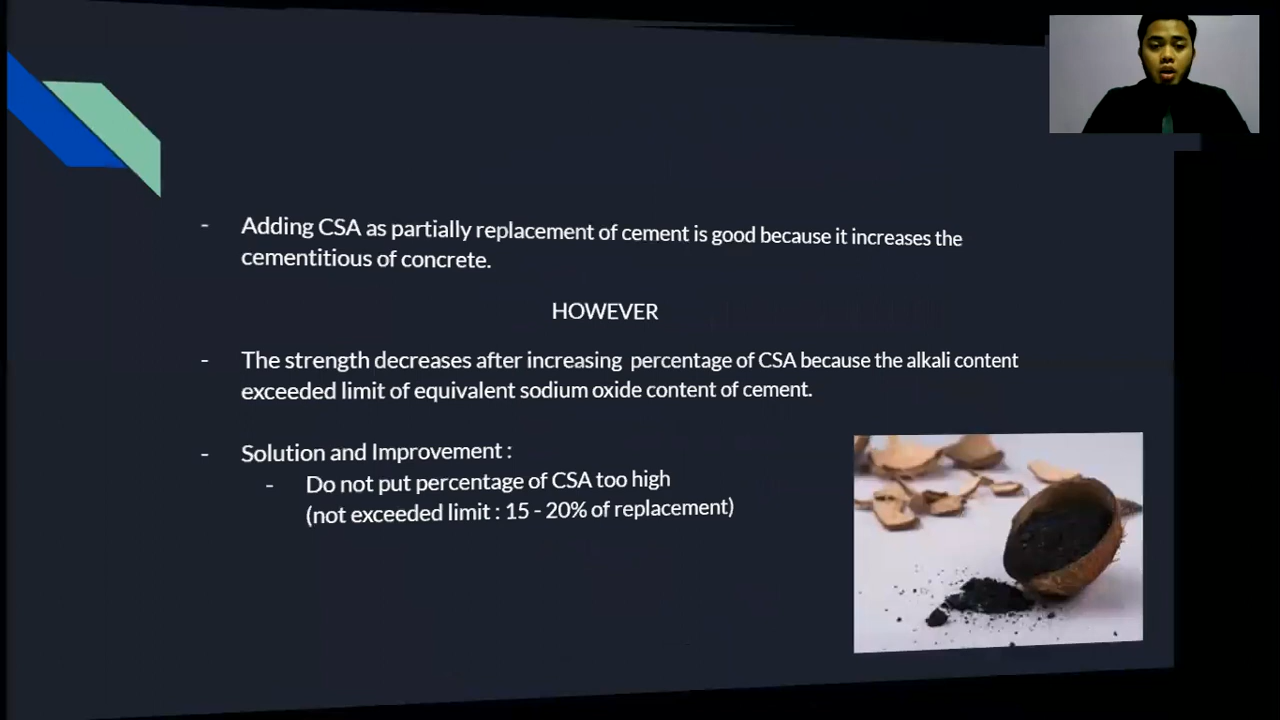 - Adding CSA as partially replacement of cement is good because it increases the
cementitious of concrete.
HOWEVER
- The strength decreases after increasing percentage of CSA because the alkali content
exceeded limit of equivalent sodium oxide content of cement.
- Solution and Improvement :
- Do not put percentage of CSA too high
(not exceeded limit : 15 - 20% of replacement)